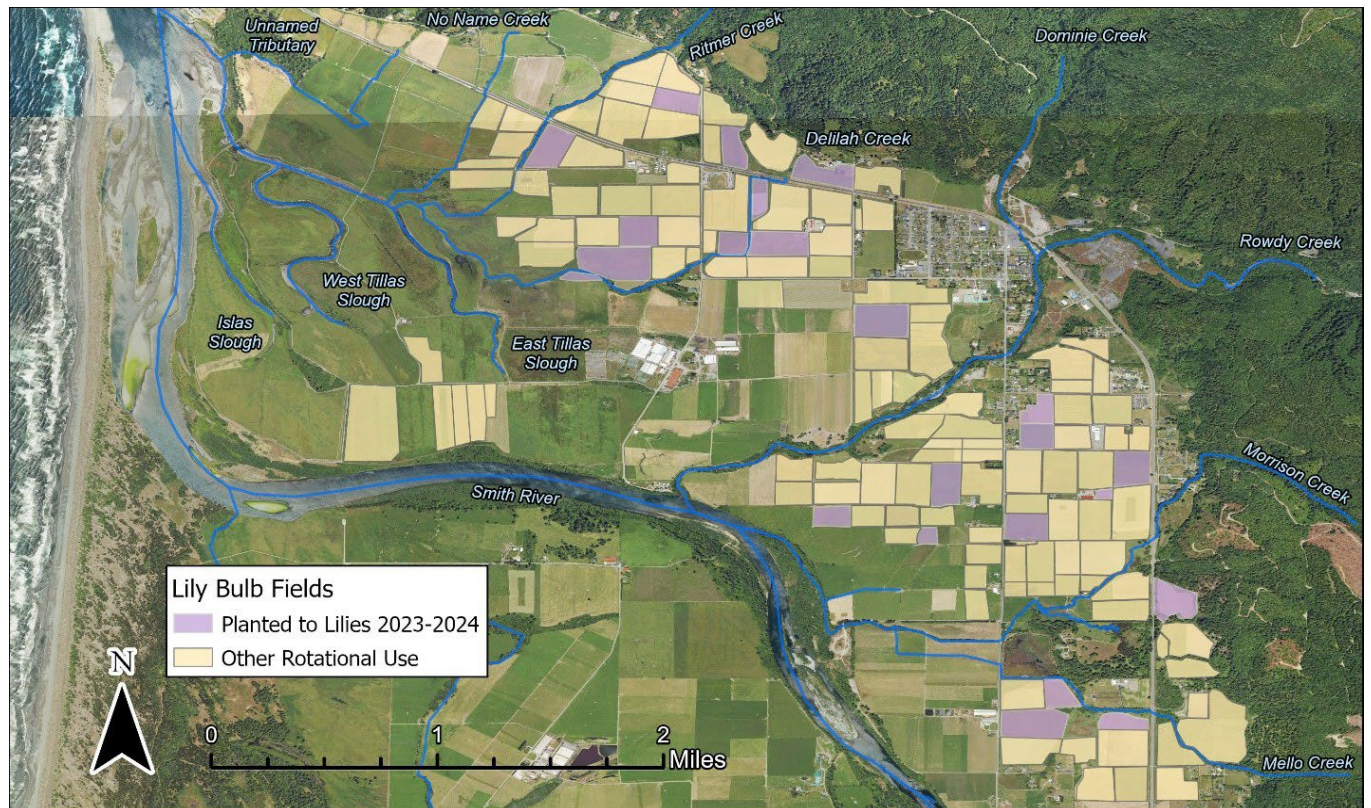 Unnamed
Tributary
No Name Creek
Ritmer Creek
Dominie Creek
Delilah Creek
Rowdy Creek
West Tillas
Slough
Islas
Slough
East Tillas
Slough
Morrison Creek
Smith River
Lily Bulb Fields
Planted to Lilies 2023-2024
Other Rotational Use
N
0 1 2
Miles
Mello Creek